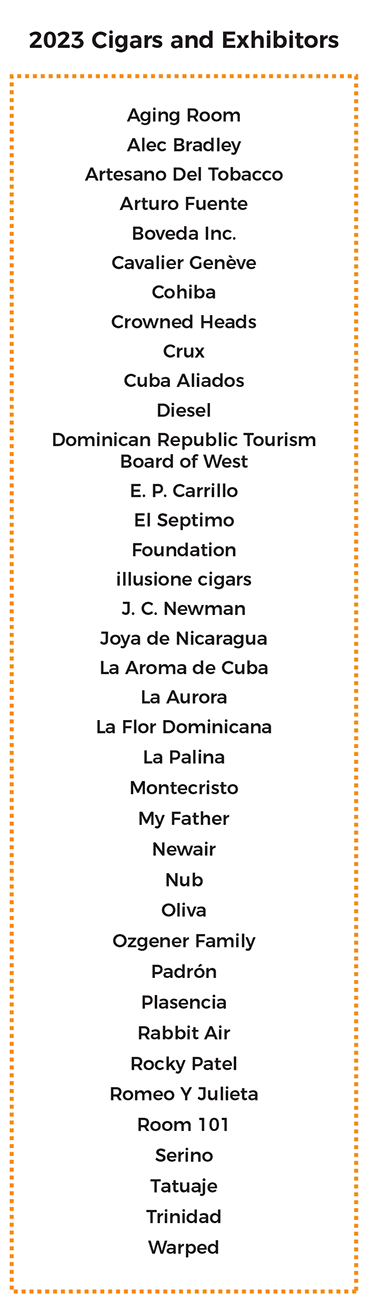 2023 Cigars and Exhibitors
Aging Room
Alec Bradley
Artesano Del Tobacco
Arturo Fuente
Boveda Inc.
Cavalier Genève
Cohiba
Crowned Heads
Crux
Cuba Aliados
Diesel
Dominican Republic Tourism
Board of West
E. P. Carrillo
El Septimo
Foundation
illusione cigars
J. C. Newman
Joya de Nicaragua
La Aroma de Cuba
La Aurora
La Flor Dominicana
La Palina
Montecristo
My Father
Newair
Nub
Oliva
Ozgener Family
Padrón
Plasencia
Rabbit Air
Rocky Patel
Romeo Y Julieta
Room 101
Serino
Tatuaje
Trinidad
Warped